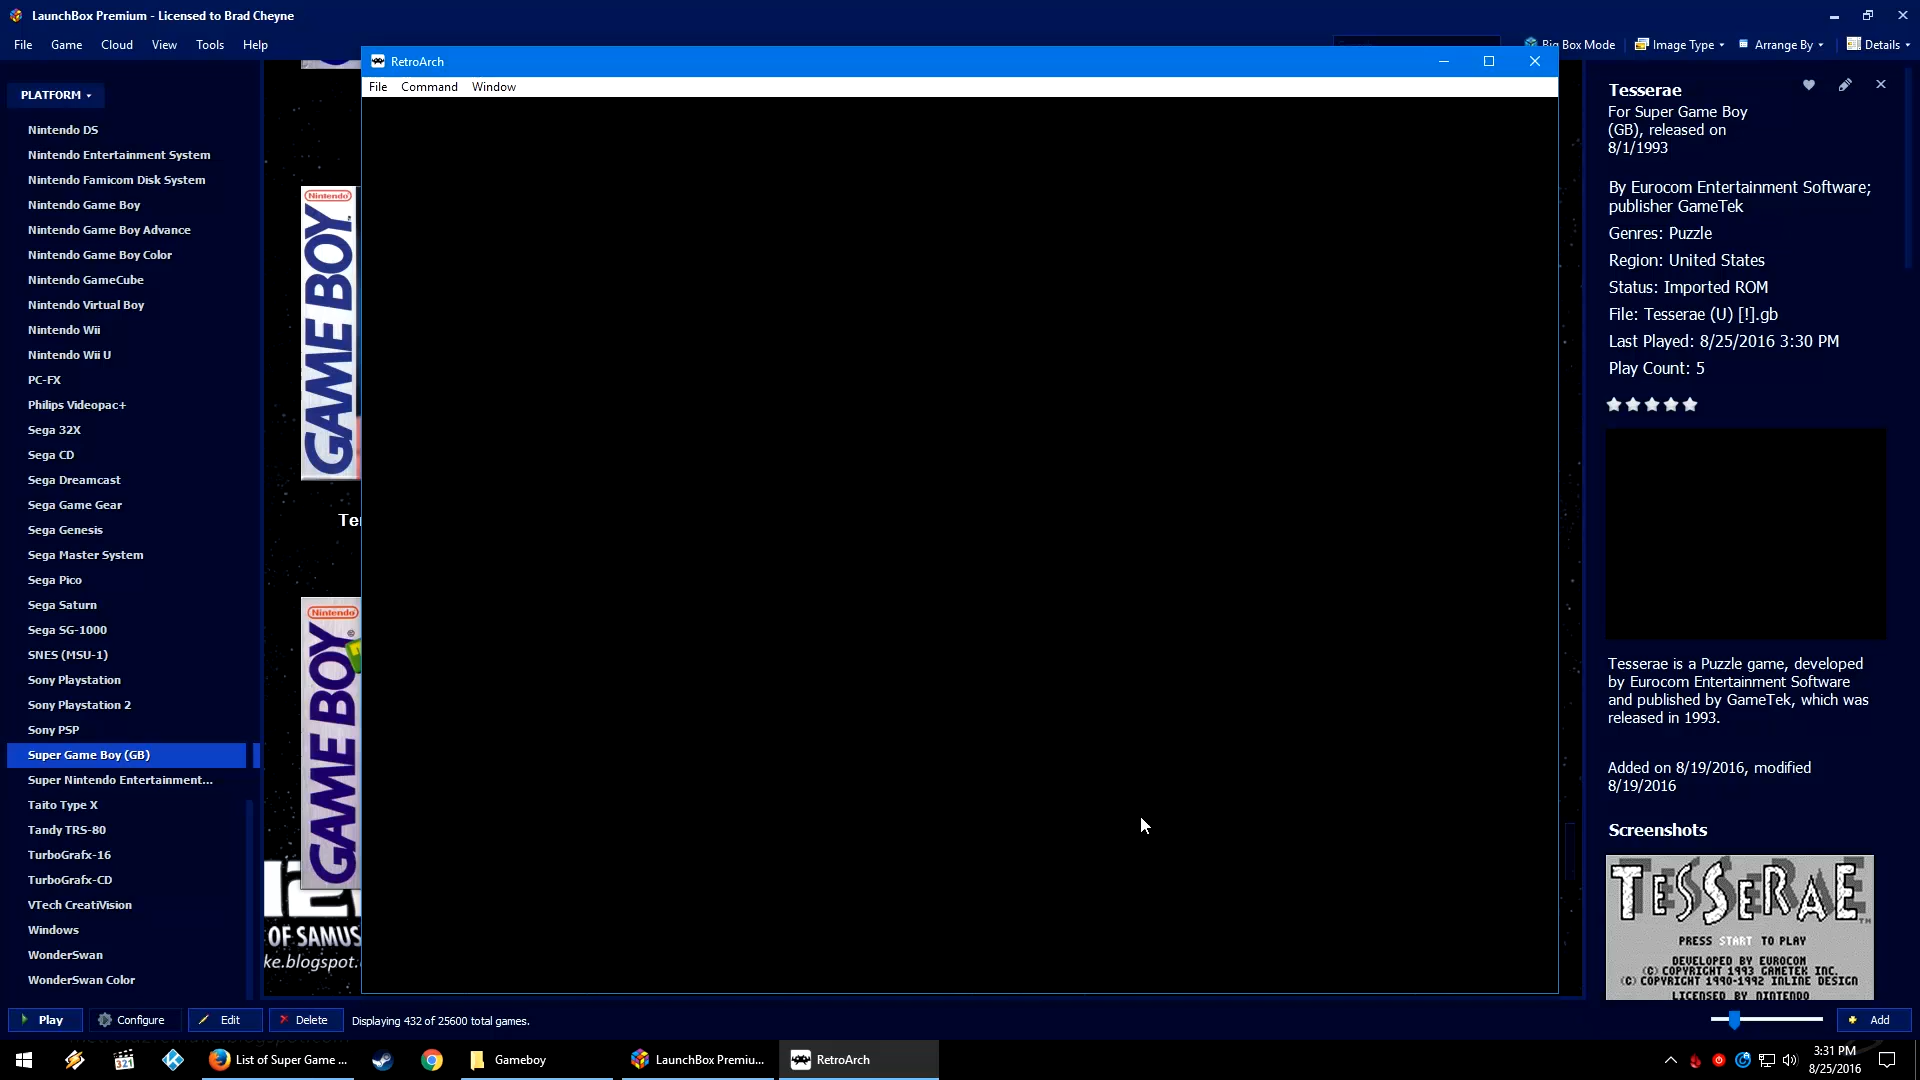 LaunchBox Premium - Licensed to Brad Cheyne
File Game Cloud View Tools Help
Big Box Mode Image Type Arrange By Details
RetroArch
File Command Window
PLATFORM
Nintendo DS
Nintendo Entertainment System
Nintendo Famicom Disk System
Nintendo Game Boy
Nintendo Game Boy Advance
Nintendo Game Boy Color
Nintendo GameCube
Nintendo Virtual Boy
Nintendo Wii
Nintendo Wii U
PC-FX
Philips Videopac+
Sega 32X
Sega CD
Sega Dreamcast
Sega Game Gear
Sega Genesis
Sega Master System
Sega Pico
Sega Saturn
Sega SG-1000
SNES (MSU-1)
Sony Playstation
Sony Playstation 2
Sony PSP
Super Game Boy (GB)
Super Nintendo Entertainment...
Taito Type X
Tandy TRS-80
TurboGrafx-16
TurboGrafx-CD
VTech CreatiVision
Windows
WonderSwan
WonderSwan Color
Nintendo
GAME BOY
Nintendo
GAME BOY
OF SAMUS
Tesserae
For Super Game Boy
(GB), released on
8/1/1993
By Eurocom Entertainment Software;
publisher GameTek
Genres: Puzzle
Region: United States
Status: Imported ROM
File: Tesserae (U) [!].gb
Last Played: 8/25/2016 3:30 PM
Play Count: 5
Tesserae is a Puzzle game, developed
by Eurocom Entertainment Software
and published by GameTek, which was
released in 1993.
Added on 8/19/2016, modified
8/19/2016
Screenshots
TESSERAE
PRESS START TO PLAY
DEVELOPED BY EUROCOM
(C) COPYRIGHT 1993 GAMETEK INC.
(C) COPYRIGHT 1990-1992 INLINE DESIGN
LICENSED BY NINTENDO
Play Configure Edit Delete Displaying 432 of 25600 total games.
Add
321
List of Super Game ... Gameboy LaunchBox Premiu... RetroArch
3:31 PM
8/25/2016